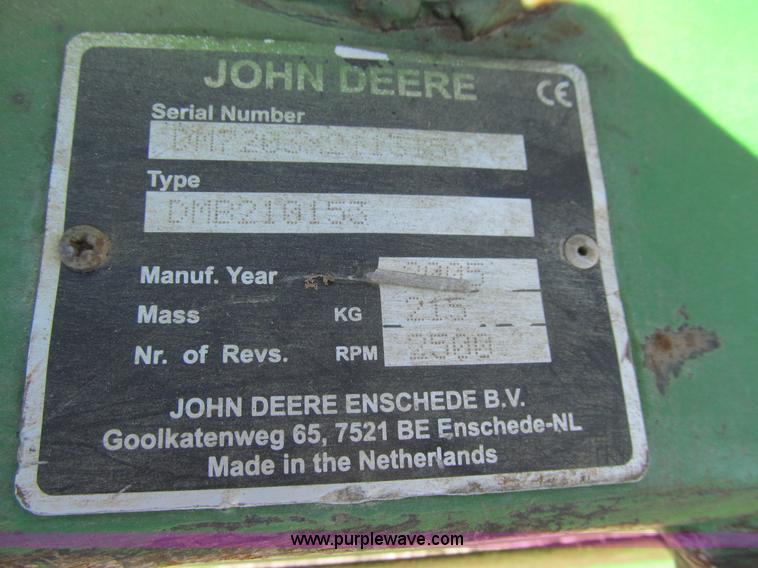 JOHN DEERE CE
Serial Number
Type
DMB210153
Manuf. Year 2005
Mass KG 215
Nr. of Revs. RPM 2500
JOHN DEERE ENSCHEDE B.V.
Goolkatenweg 65, 7521 BE Enschede-NL
Made in the Netherlands
www.purplewave.com